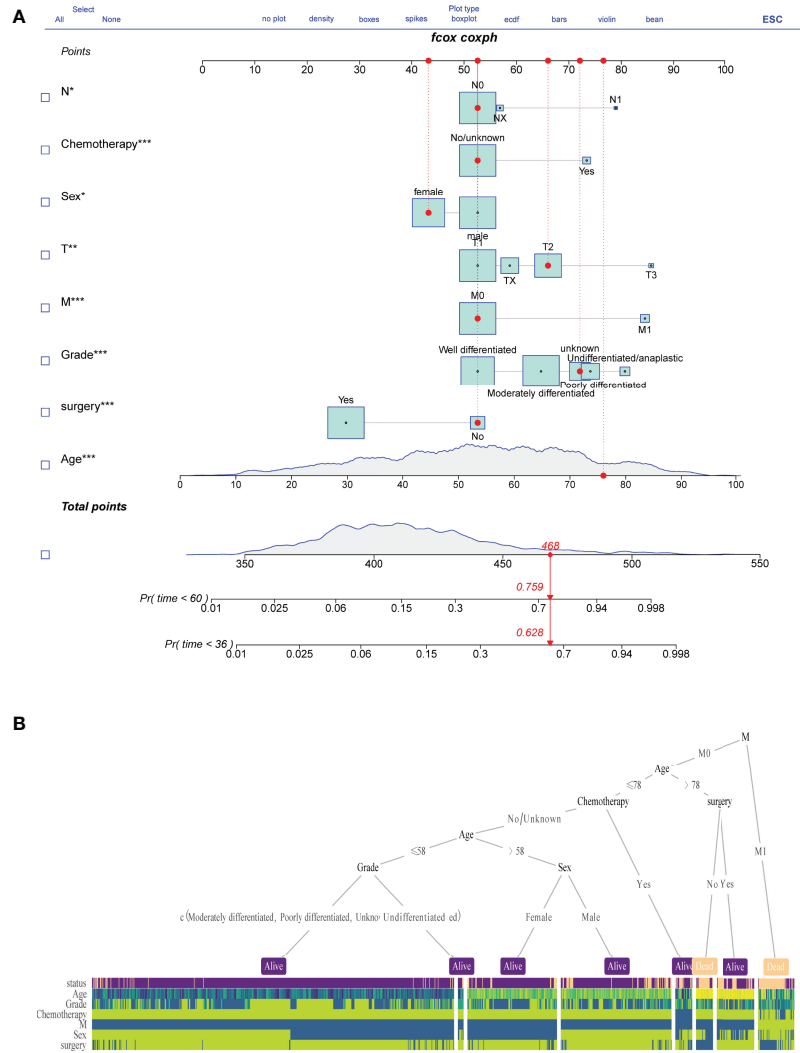 A
Select
All None
Plot type
no plot density boxes spikes boxplot ecdf bars violin bean
ESC
fcox coxph
Points
0 10 20 30 40 50 60 70 80 90 100
N*
N0
NX
N1
Chemotherapy***
No/unknown
Yes
Sex*
female
male
T**
T1
TX
T2
T3
M***
M0
M1
Grade***
Well differentiated
Moderately differentiated
unknown
Undifferentiated/anaplastic
Poorly differentiated
surgery***
Yes
No
Age***
0 10 20 30 40 50 60 70 80 90 100
Total points
468
350 400 450 500 550
0.759
Pr( time < 60 )
0.01 0.025 0.06 0.15 0.3 0.7 0.94 0.998
0.628
Pr( time < 36 )
0.01 0.025 0.06 0.15 0.3 0.7 0.94 0.998
B
M
M0
Age
≤78 > 78
Chemotherapy surgery
No/Unknown
Age
≤58 > 58
M1
Grade Sex
Yes No Yes
c(Moderately differentiated, Poorly differentiated, Female Male
Alive Alive Alive Alive Alive Dead Alive Dead
status
Age
Grade
Chemotherapy
M
Sex
surgery